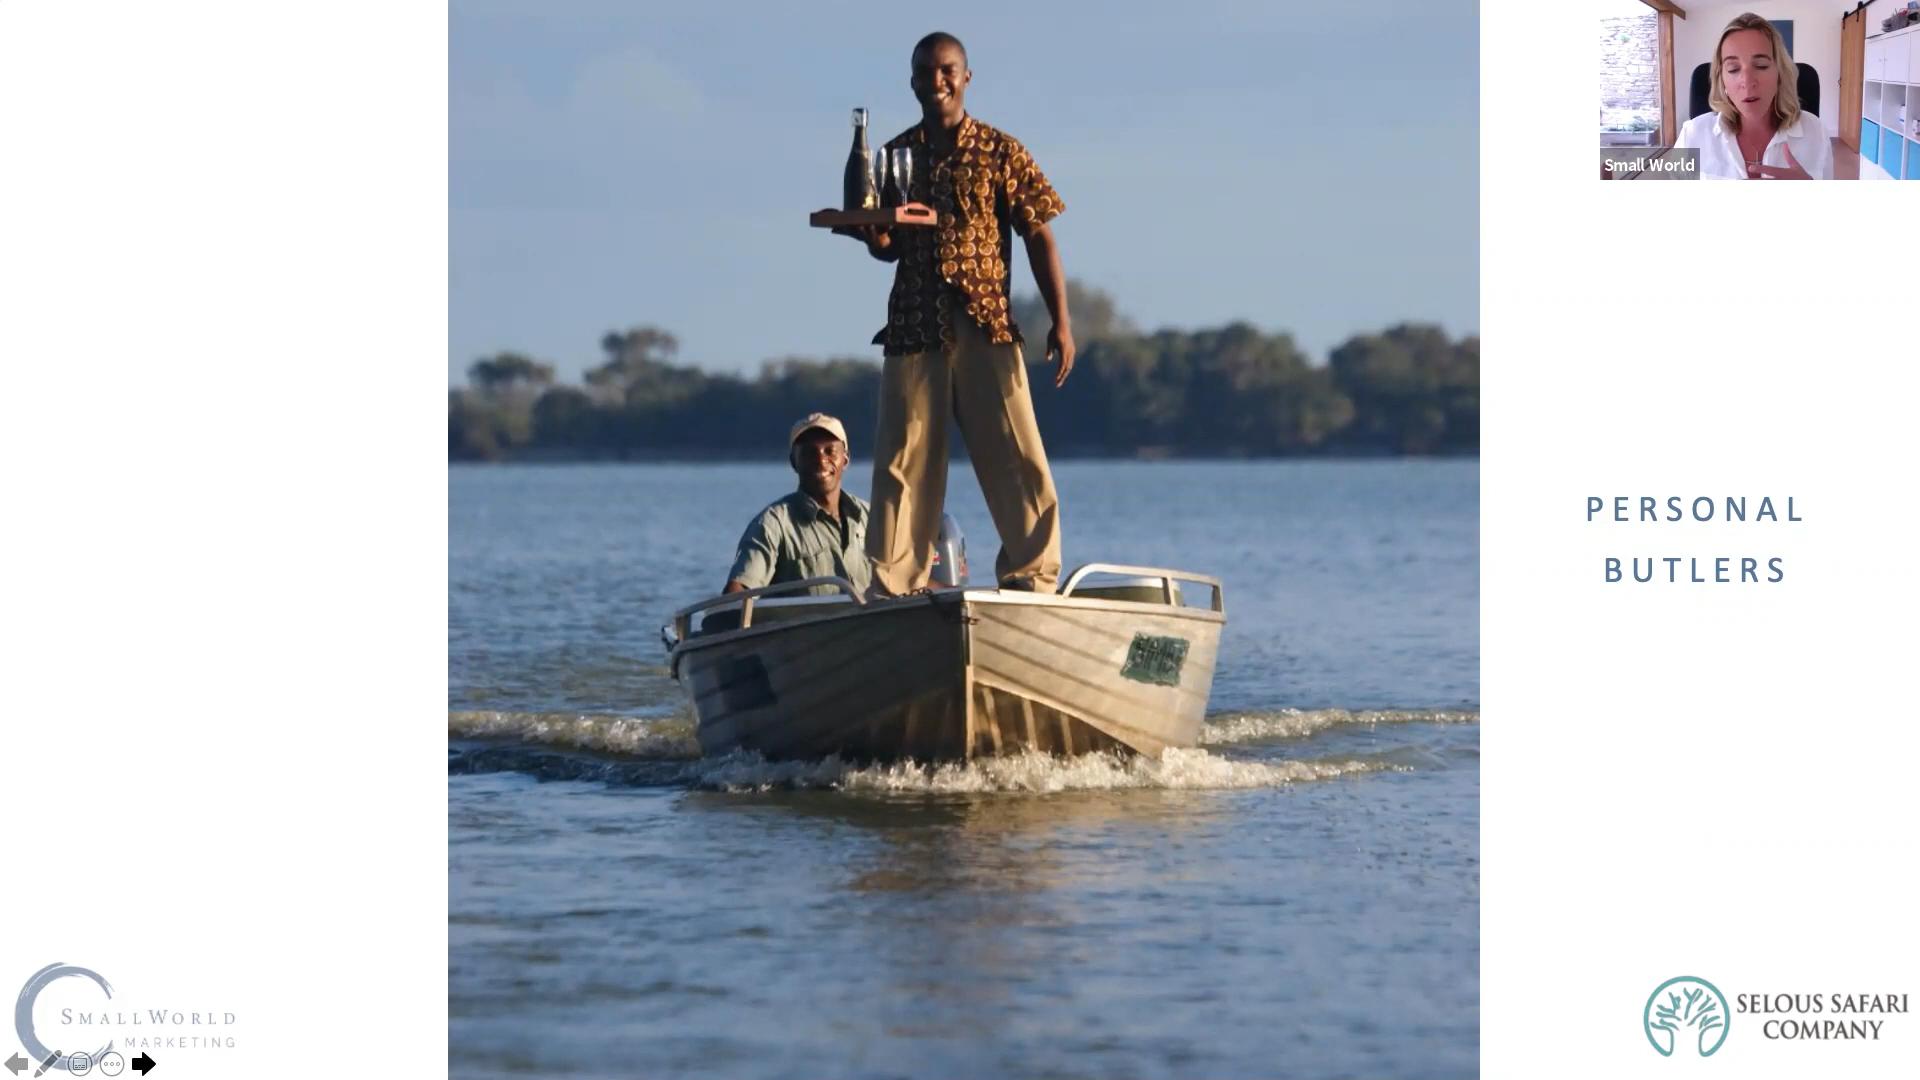 Small World
PERSONAL
BUTLERS
SMALLWORLD
MARKETING
SELOUS SAFARI
COMPANY